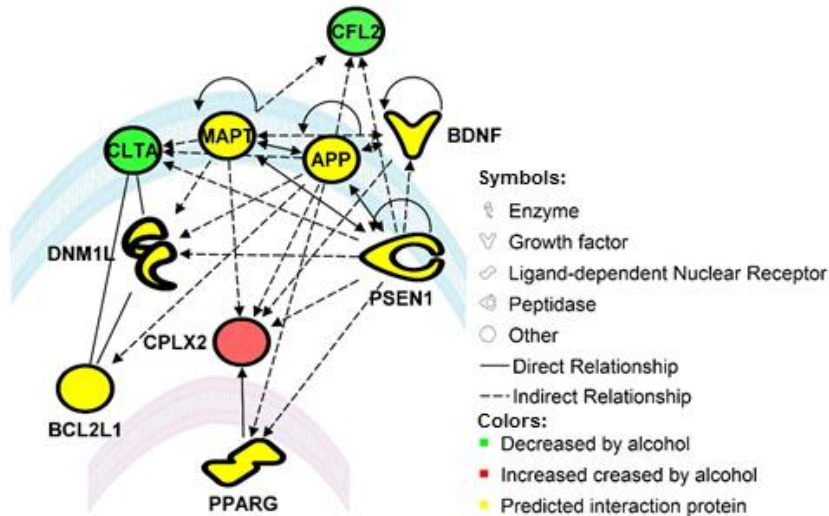 CFL2
MAPT
CLTA
APP
BDNF
DNM1L
PSEN1
CPLX2
BCL2L1
PPARG
Symbols:
Enzyme
Growth factor
Ligand-dependent Nuclear Receptor
Peptidase
Other
Direct Relationship
Indirect Relationship
Colors:
Decreased by alcohol
Increased creased by alcohol
Predicted interaction protein